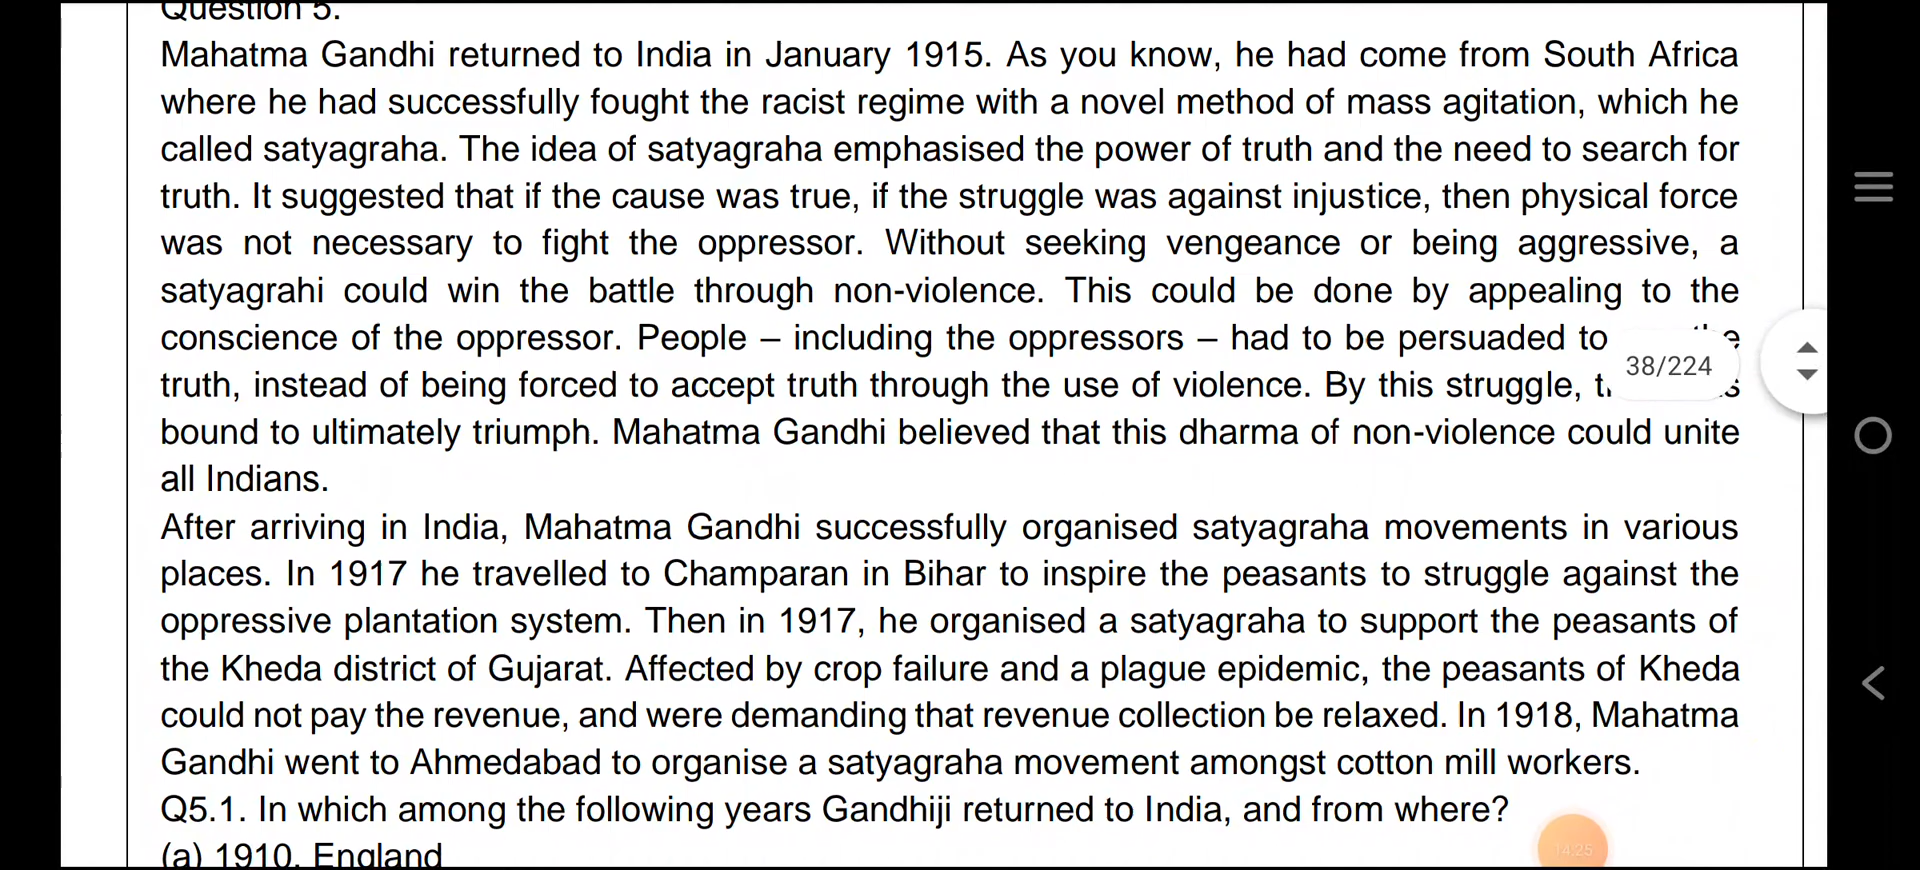 Question 5.
Mahatma Gandhi returned to India in January 1915. As you know, he had come from South Africa
where he had successfully fought the racist regime with a novel method of mass agitation, which he
called satyagraha. The idea of satyagraha emphasised the power of truth and the need to search for
truth. It suggested that if the cause was true, if the struggle was against injustice, then physical force
was not necessary to fight the oppressor. Without seeking vengeance or being aggressive, a
satyagrahi could win the battle through non-violence. This could be done by appealing to the
conscience of the oppressor. People – including the oppressors – had to be persuaded to
38/224
truth, instead of being forced to accept truth through the use of violence. By this struggle,
bound to ultimately triumph. Mahatma Gandhi believed that this dharma of non-violence could unite
all Indians.
After arriving in India, Mahatma Gandhi successfully organised satyagraha movements in various
places. In 1917 he travelled to Champaran in Bihar to inspire the peasants to struggle against the
oppressive plantation system. Then in 1917, he organised a satyagraha to support the peasants of
the Kheda district of Gujarat. Affected by crop failure and a plague epidemic, the peasants of Kheda
could not pay the revenue, and were demanding that revenue collection be relaxed. In 1918, Mahatma
Gandhi went to Ahmedabad to organise a satyagraha movement amongst cotton mill workers.
Q5.1. In which among the following years Gandhiji returned to India, and from where?
(a) 1910, England
14:25